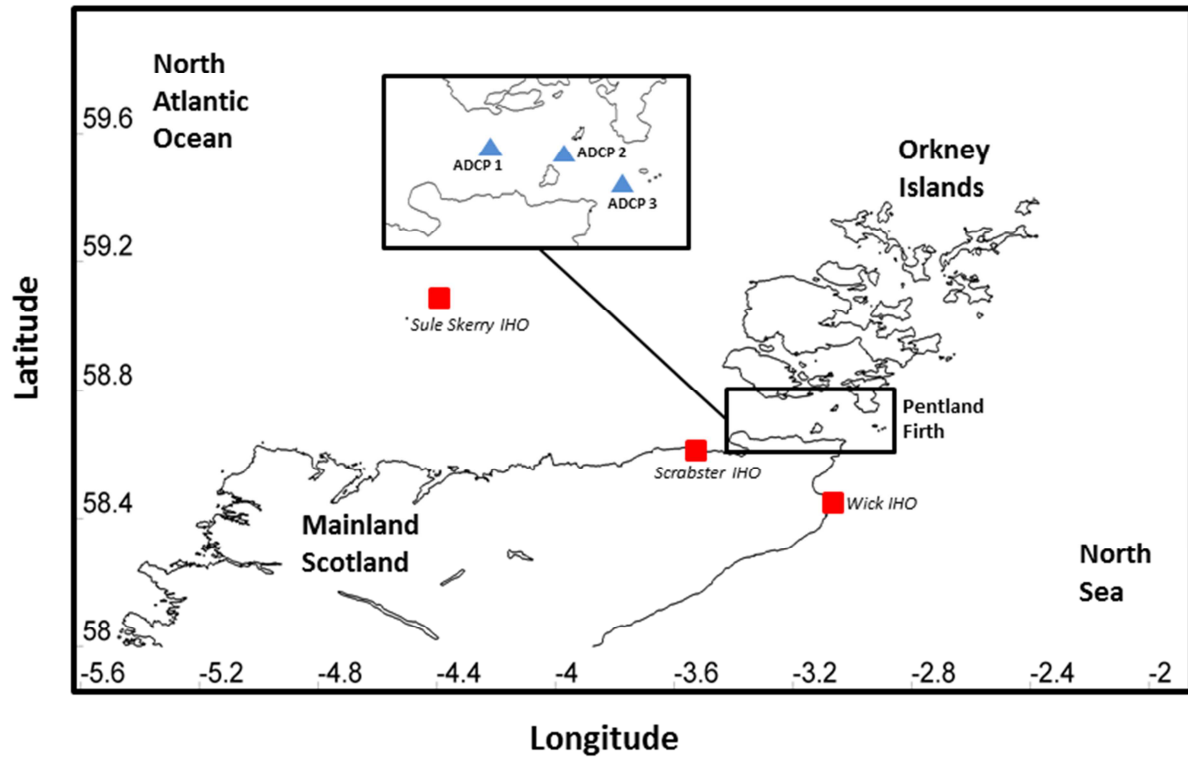 North
Atlantic
Ocean
59.6
ADCP 1
ADCP 2
ADCP 3
Orkney
Islands
59.2
*Sule Skerry IHO
Latitude
58.8
Pentland
Firth
Scrabster IHO
58.4
Wick IHO
Mainland
Scotland
North
Sea
58
-5.6 -5.2 -4.8 -4.4 -4 -3.6 -3.2 -2.8 -2.4 -2
Longitude